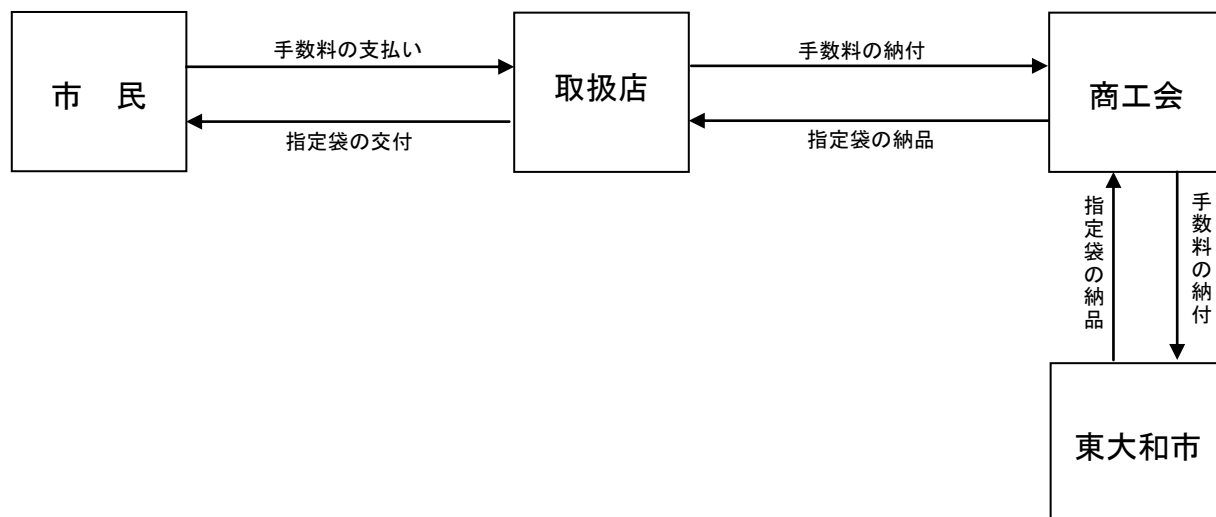 手数料の支払い
手数料の納付
市　民
取扱店
商工会
指定袋の交付
指定袋の納品
指定袋の納品
手数料の納付
東大和市